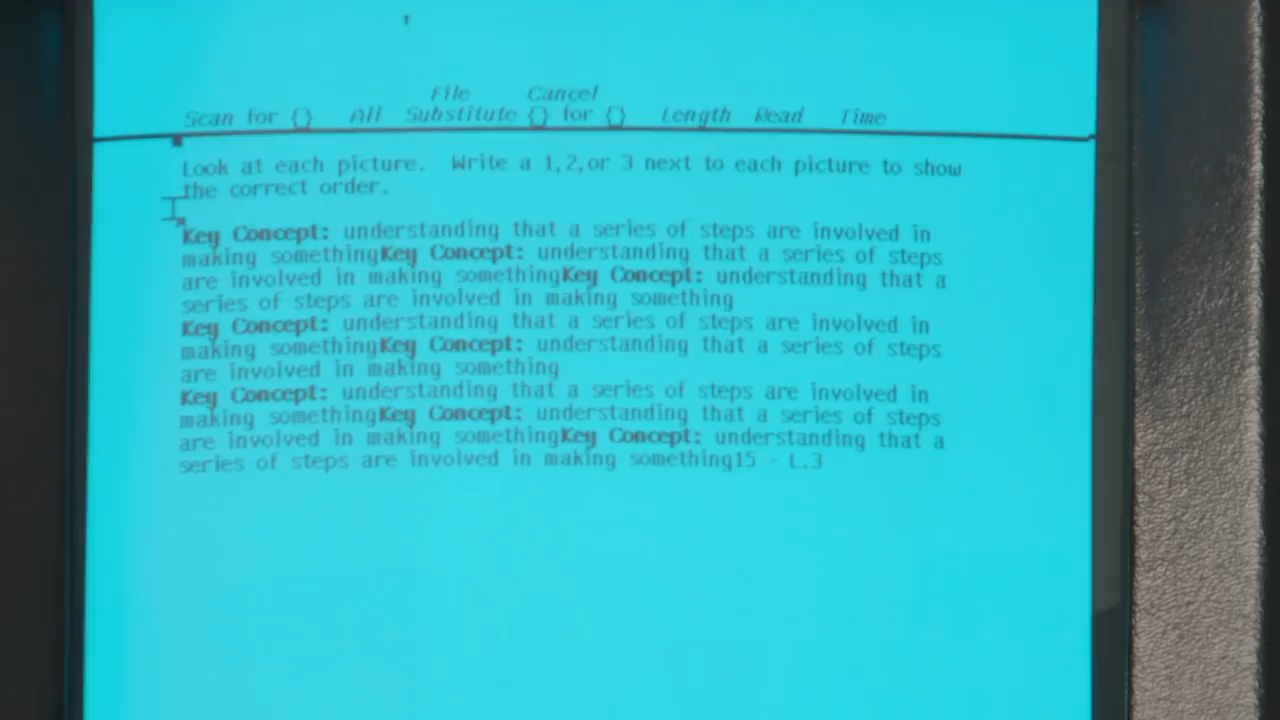 File Cancel
Scan for {} All Substitute {} for {} Length Read Time
Look at each picture. Write a 1,2,or 3 next to each picture to show
the correct order.
Key Concept: understanding that a series of steps are involved in
making somethingKey Concept: understanding that a series of steps
are involved in making somethingKey Concept: understanding that a
series of steps are involved in making something
Key Concept: understanding that a series of steps are involved in
making somethingKey Concept: understanding that a series of steps
are involved in making something
Key Concept: understanding that a series of steps are involved in
making somethingKey Concept: understanding that a series of steps
are involved in making somethingKey Concept: understanding that a
series of steps are involved in making something15 - L.3